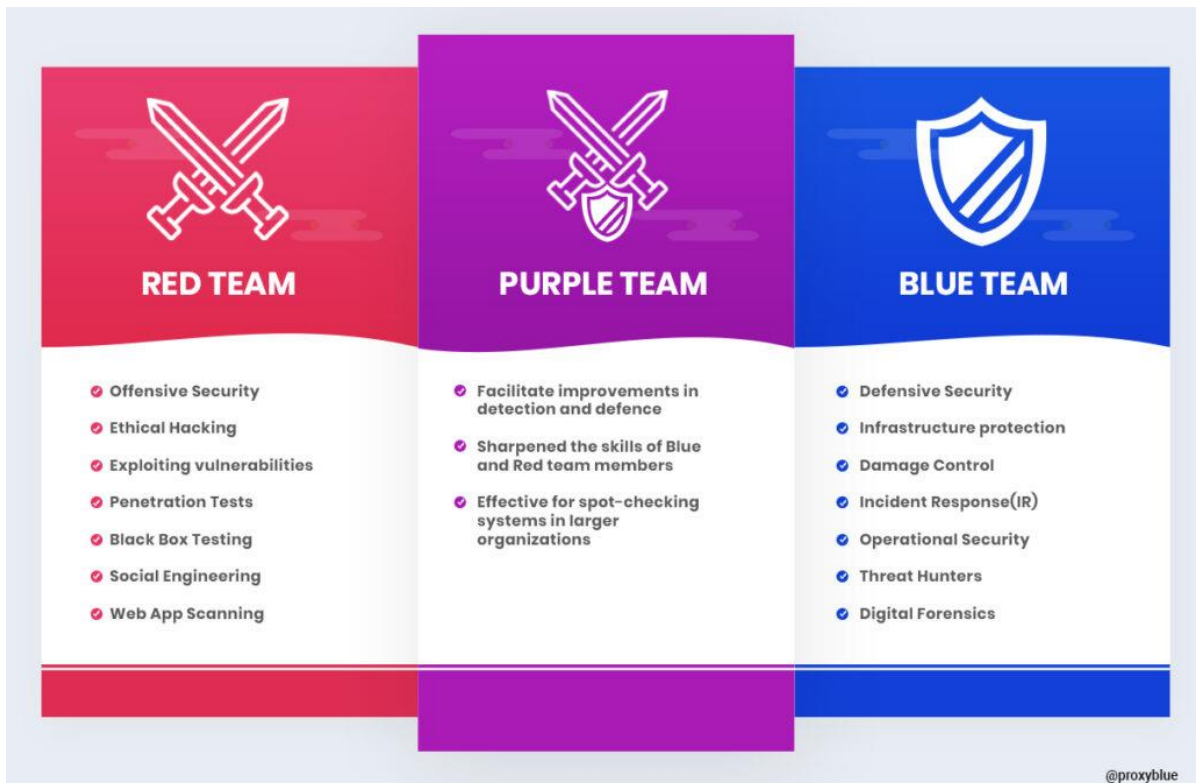 RED TEAM
Offensive Security
Ethical Hacking
Exploiting vulnerabilities
Penetration Tests
Black Box Testing
Social Engineering
Web App Scanning
PURPLE TEAM
Facilitate improvements in
detection and defence
Sharpened the skills of Blue
and Red team members
Effective for spot-checking
systems in larger
organizations
BLUE TEAM
Defensive Security
Infrastructure protection
Damage Control
Incident Response(IR)
Operational Security
Threat Hunters
Digital Forensics
@proxyblue